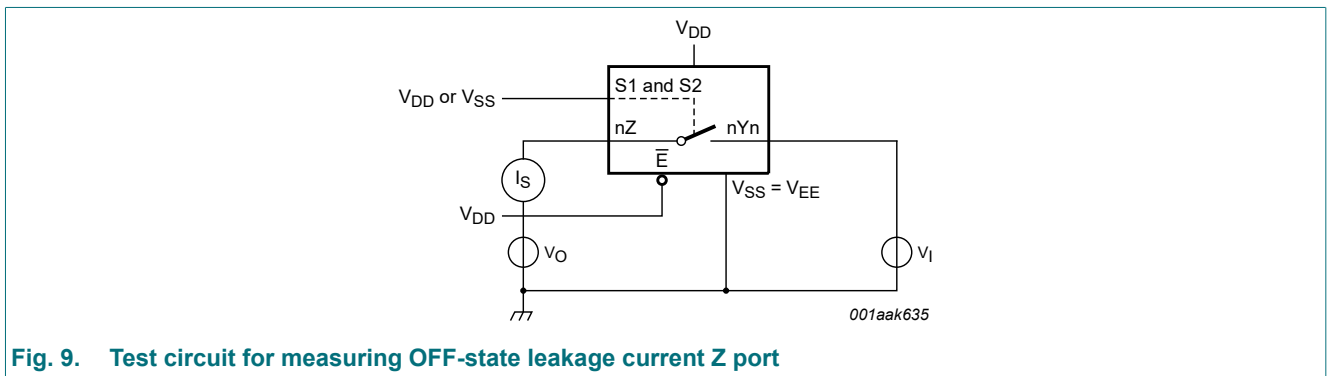 VDD
S1 and S2
VDD or VSS
nZ
nYn
E
IS
VSS = VEE
VDD
VO
VI
001aak635
Fig. 9. Test circuit for measuring OFF-state leakage current Z port